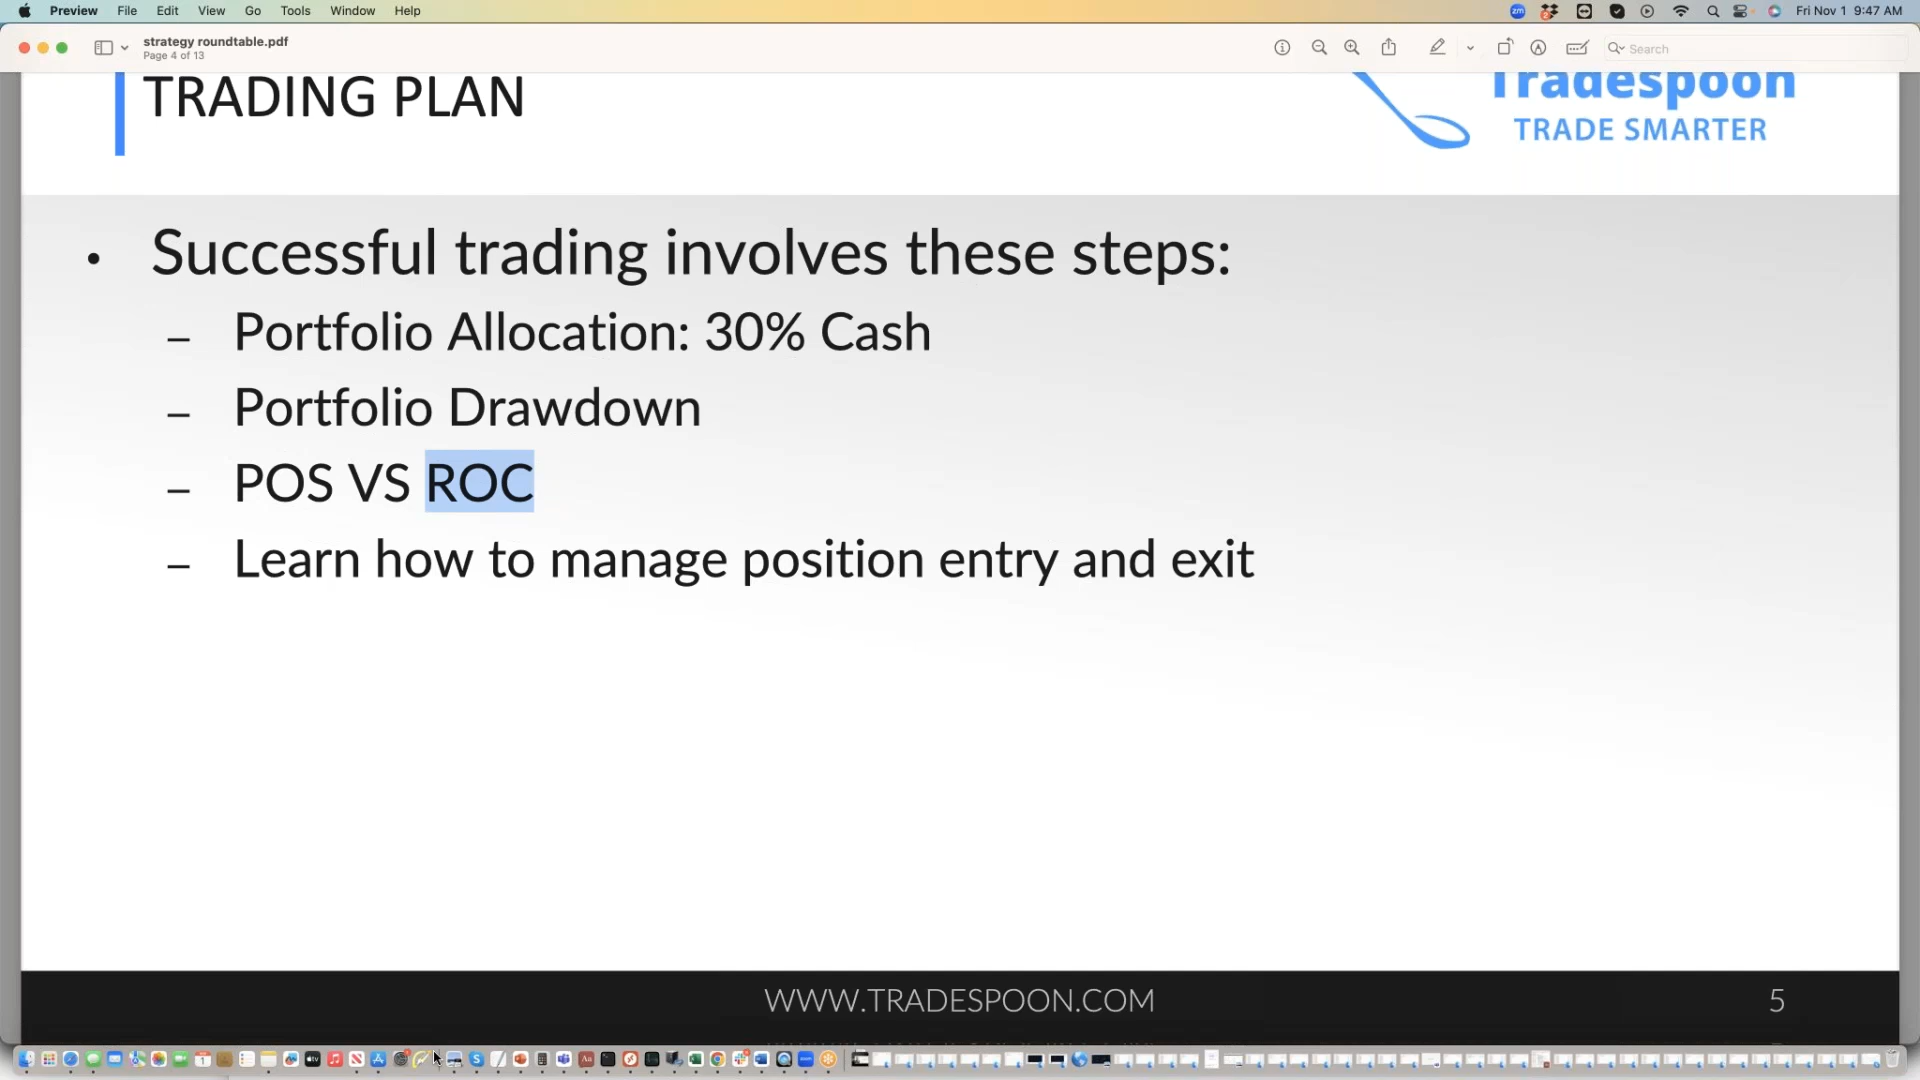 Preview File Edit View Go Tools Window Help
zm
Fri Nov 1 9:47 AM
strategy roundtable.pdf
Page 4 of 13
Search
TRADING PLAN
Tradespoon
TRADE SMARTER
• Successful trading involves these steps:
– Portfolio Allocation: 30% Cash
– Portfolio Drawdown
– POS VS ROC
– Learn how to manage position entry and exit
WWW.TRADESPOON.COM
5